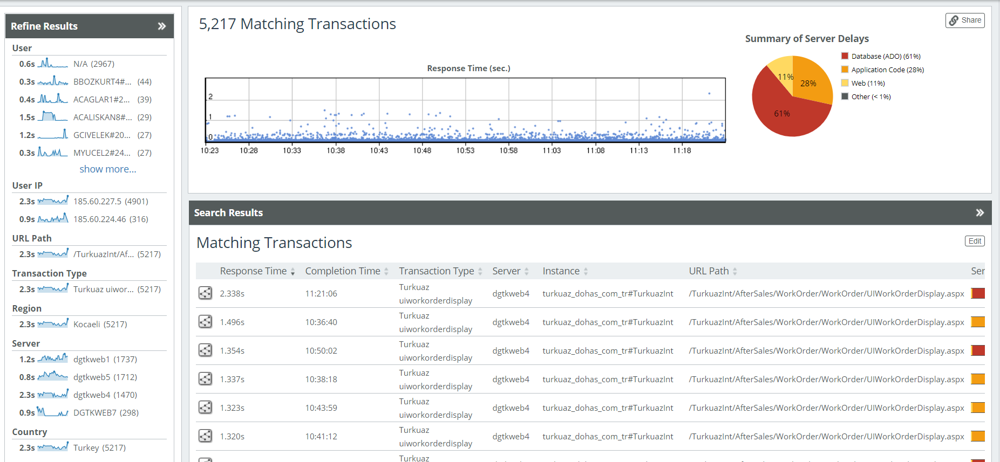 Refine Results
User
0.6s N/A (2967)
0.3s BBOZKURT4#... (44)
0.4s ACAGLAR1#2... (39)
1.5s ACALISKAN8#... (29)
1.2s GCIVELEK#20... (27)
0.3s MYUCEL2#24... (27)
show more...
User IP
2.3s 185.60.227.5 (4901)
0.9s 185.60.224.46 (316)
URL Path
2.3s /TurkuazInt/Af... (5217)
Transaction Type
2.3s Turkuaz uiwor... (5217)
Region
2.3s Kocaeli (5217)
Server
1.2s dgtkweb1 (1737)
0.8s dgtkweb5 (1712)
2.3s dgtkweb4 (1470)
0.9s DGTKWEB7 (298)
Country
2.3s Turkey (5217)
5,217 Matching Transactions
Share
Response Time (sec.)
2
1
0
10:23 10:28 10:33 10:38 10:43 10:48 10:53 10:58 11:03 11:08 11:13 11:18
Summary of Server Delays
11%
28%
61%
Database (ADO) (61%)
Application Code (28%)
Web (11%)
Other (< 1%)
Search Results
Matching Transactions
Edit
Response Time Completion Time Transaction Type Server Instance URL Path Ser
2.338s 11:21:06 Turkuaz uiworkorderdisplay dgtkweb4 turkuaz_dohas_com_tr#TurkuazInt /TurkuazInt/AfterSales/WorkOrder/WorkOrder/UIWorkOrderDisplay.aspx
1.496s 10:36:40 Turkuaz uiworkorderdisplay dgtkweb4 turkuaz_dohas_com_tr#TurkuazInt /TurkuazInt/AfterSales/WorkOrder/WorkOrder/UIWorkOrderDisplay.aspx
1.354s 10:50:02 Turkuaz uiworkorderdisplay dgtkweb4 turkuaz_dohas_com_tr#TurkuazInt /TurkuazInt/AfterSales/WorkOrder/WorkOrder/UIWorkOrderDisplay.aspx
1.337s 10:38:18 Turkuaz uiworkorderdisplay dgtkweb4 turkuaz_dohas_com_tr#TurkuazInt /TurkuazInt/AfterSales/WorkOrder/WorkOrder/UIWorkOrderDisplay.aspx
1.323s 10:43:59 Turkuaz uiworkorderdisplay dgtkweb4 turkuaz_dohas_com_tr#TurkuazInt /TurkuazInt/AfterSales/WorkOrder/WorkOrder/UIWorkOrderDisplay.aspx
1.320s 10:41:12 Turkuaz uiworkorderdisplay dgtkweb4 turkuaz_dohas_com_tr#TurkuazInt /TurkuazInt/AfterSales/WorkOrder/WorkOrder/UIWorkOrderDisplay.aspx
Turkuaz